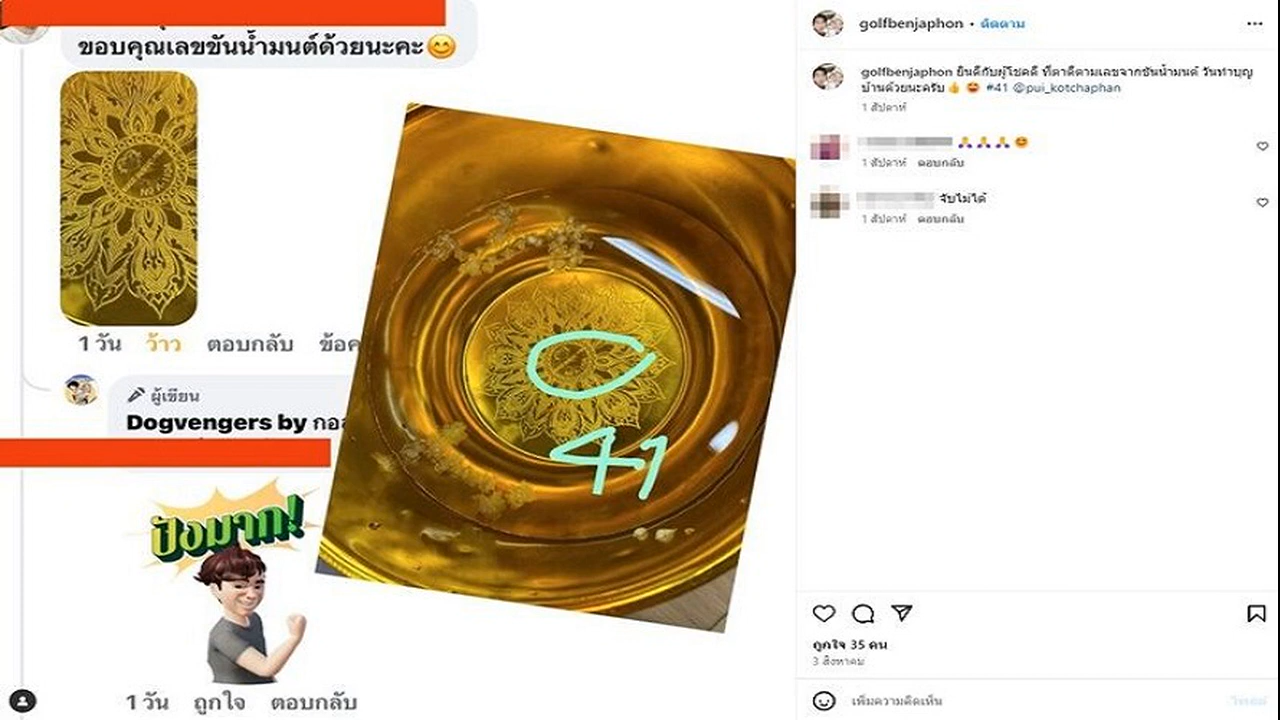 ขอบคุณเลขขันน้ำมนต์ด้วยนะคะ😊
1 วัน ว้าว ตอบกลับ ข้อค
ผู้เขียน
Dogvengers by กอ
ปังมาก!
1 วัน ถูกใจ ตอบกลับ
41
golfbenjaphon • ติดตาม
golfbenjaphon ยินดีกับผู้โชคดี ที่ตาดีตามเลขจากขันน้ำมนต์ วันทำบุญ
บ้านด้วยนะครับ👍 🤩 #41 @pui_kotchaphan
1 สัปดาห์
🙏🙏🙏😍
1 สัปดาห์ ตอบกลับ
จับไม่ได้
1 สัปดาห์ ตอบกลับ
ถูกใจ 35 คน
3 สิงหาคม
เพิ่มความคิดเห็น
โพสต์